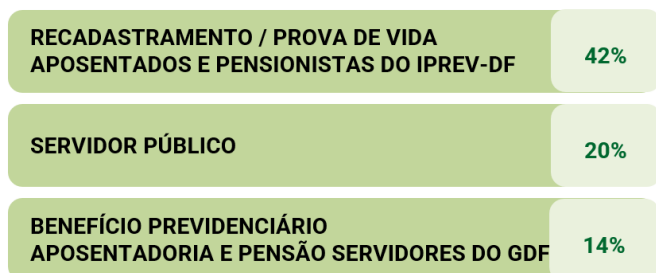 RECADASTRAMENTO / PROVA DE VIDA
APOSENTADOS E PENSIONISTAS DO IPREV-DF
42%
SERVIDOR PÚBLICO
20%
BENEFÍCIO PREVIDENCIÁRIO
APOSENTADORIA E PENSÃO SERVIDORES DO GDF
14%